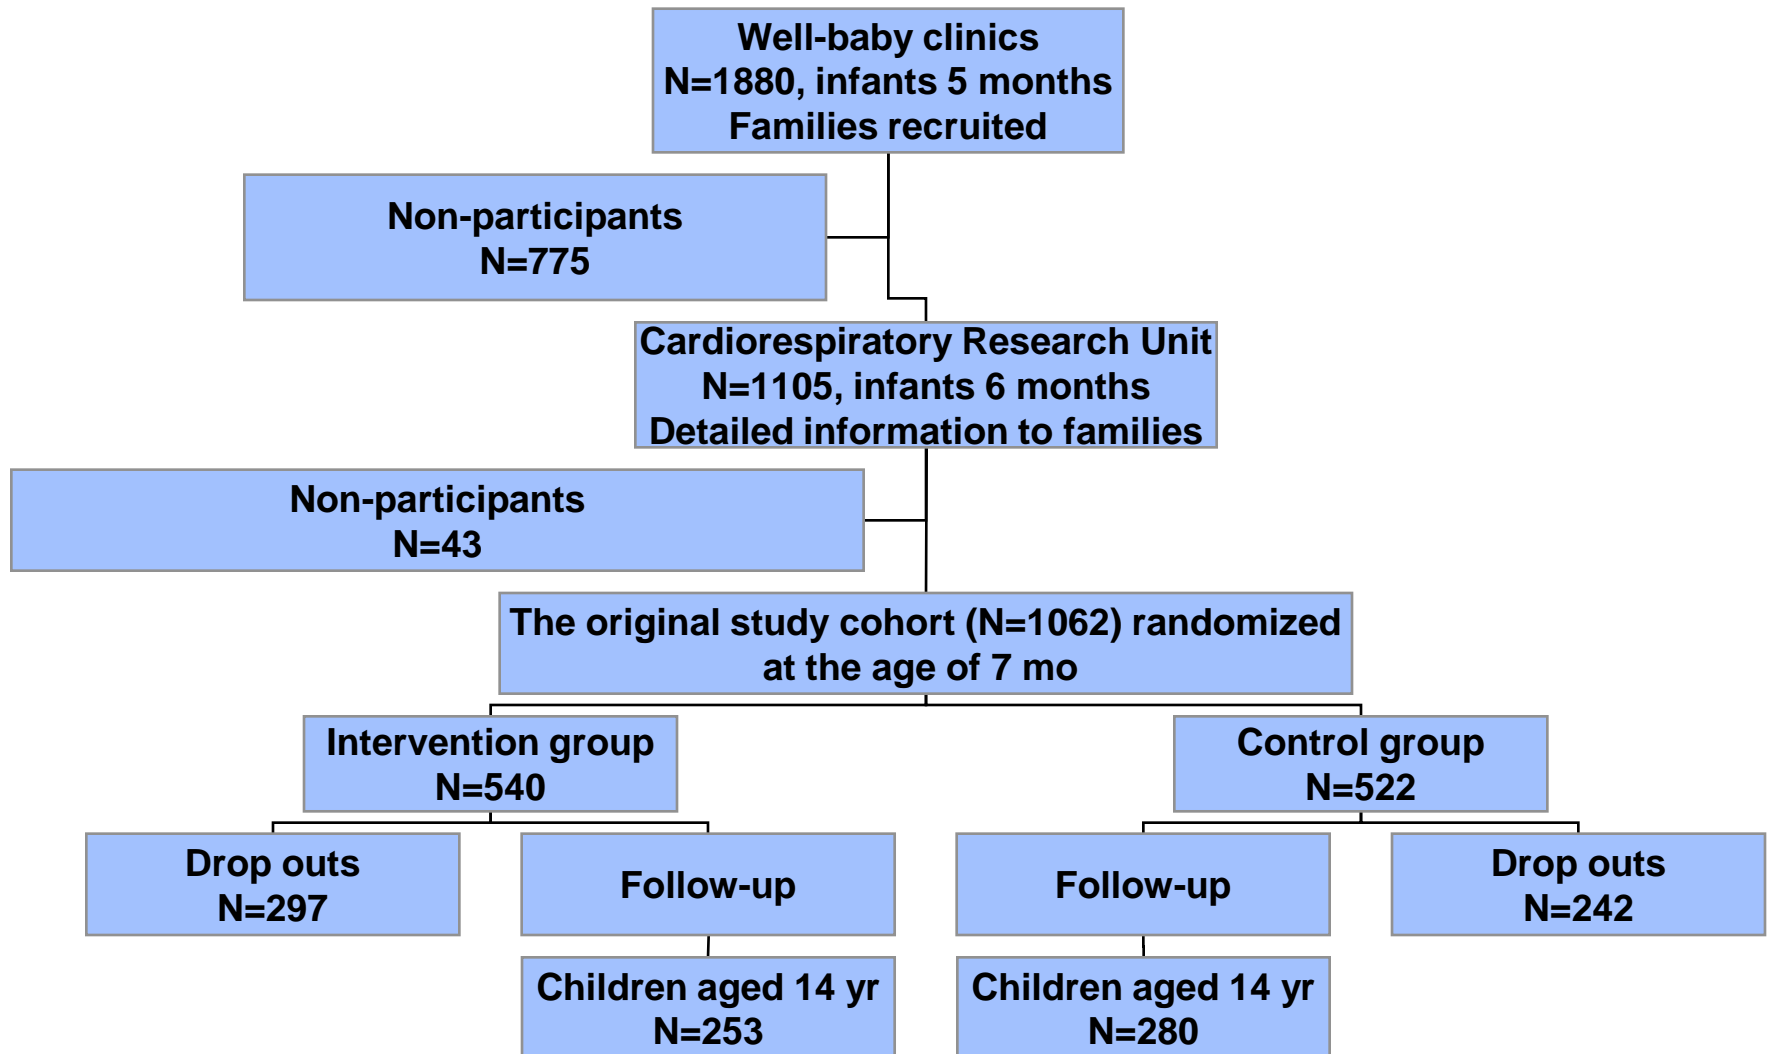 Well-baby clinics
N=1880, infants 5 months
Families recruited
Non-participants
N=775
Cardiorespiratory Research Unit
N=1105, infants 6 months
Detailed information to families
Non-participants
N=43
The original study cohort (N=1062) randomized
at the age of 7 mo
Intervention group
N=540
Control group
N=522
Drop outs
N=297
Follow-up
Follow-up
Drop outs
N=242
Children aged 14 yr
N=253
Children aged 14 yr
N=280